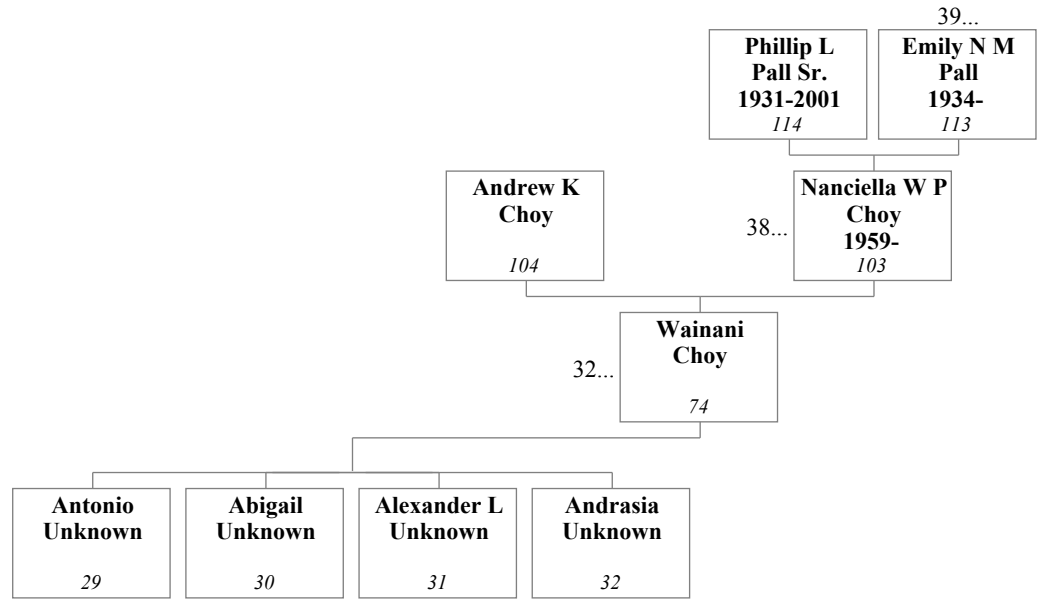 39...
Phillip L
Pall Sr.
1931-2001
114
Emily N M
Pall
1934-
113
Andrew K
Choy
104
38...
Nanciella W P
Choy
1959-
103
32...
Wainani
Choy
74
Antonio
Unknown
29
Abigail
Unknown
30
Alexander L
Unknown
31
Andrasia
Unknown
32